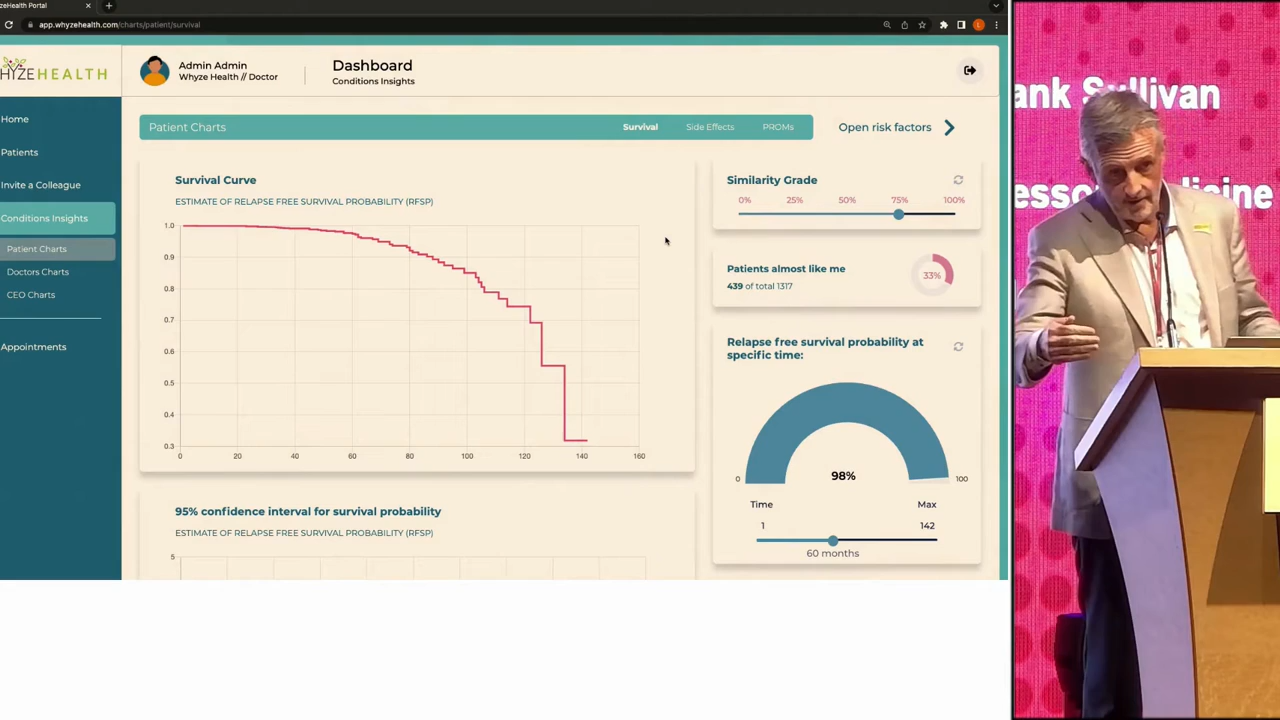 zeHealth Portal
app.whyzehealth.com/charts/patient/survival
L
HYZEHEALTH
Admin Admin
Whyze Health // Doctor
Dashboard
Conditions Insights
Home
Patients
Invite a Colleague
Conditions Insights
Patient Charts
Doctors Charts
CEO Charts
Appointments
Patient Charts
Survival
Side Effects
PROMs
Open risk factors
Survival Curve
ESTIMATE OF RELAPSE FREE SURVIVAL PROBABILITY (RFSP)
1.0
0.9
0.8
0.7
0.6
0.5
0.4
0.3
0 20 40 60 80 100 120 140 160
95% confidence interval for survival probability
ESTIMATE OF RELAPSE FREE SURVIVAL PROBABILITY (RFSP)
5
Similarity Grade
0% 25% 50% 75% 100%
Patients almost like me
439 of total 1317
33%
Relapse free survival probability at
specific time:
98%
0 100
Time Max
1 142
60 months
ank Sullivan
essor Medicine